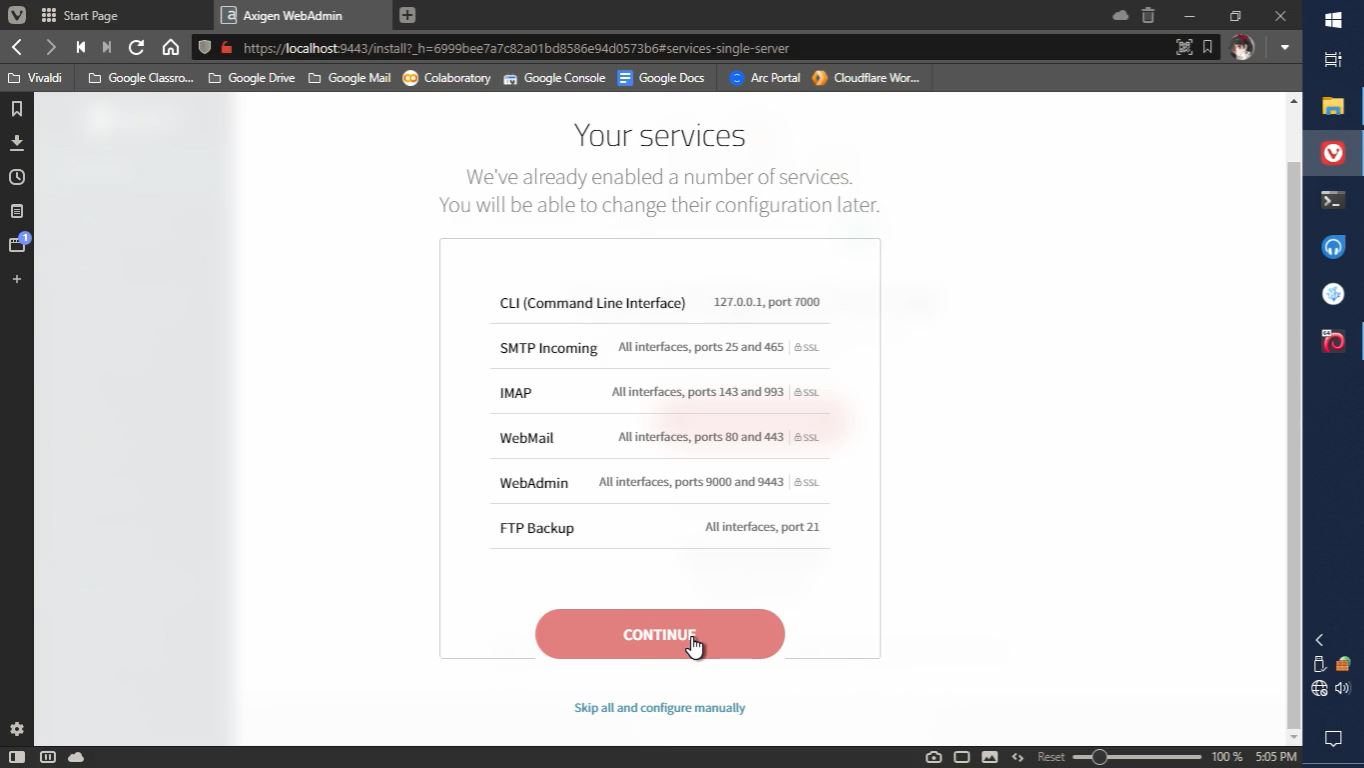 Start Page
Axigen WebAdmin
https://localhost:9443/install?_h=6999bee7a7c82a01bd8586e94d0573b6#services-single-server
Vivaldi
Google Classro...
Google Drive
Google Mail
Colaboratory
Google Console
Google Docs
Arc Portal
Cloudflare Wor...
Your services
We've already enabled a number of services.
You will be able to change their configuration later.
CLI (Command Line Interface) 127.0.0.1, port 7000
SMTP Incoming All interfaces, ports 25 and 465 SSL
IMAP All interfaces, ports 143 and 993 SSL
WebMail All interfaces, ports 80 and 443 SSL
WebAdmin All interfaces, ports 9000 and 9443 SSL
FTP Backup All interfaces, port 21
CONTINUE
Skip all and configure manually
1
Reset 100 % 5:05 PM